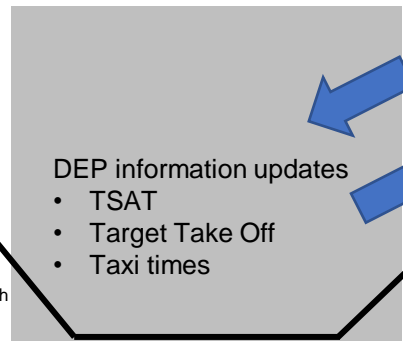 DEP information updates
• TSAT
• Target Take Off
• Taxi times
h